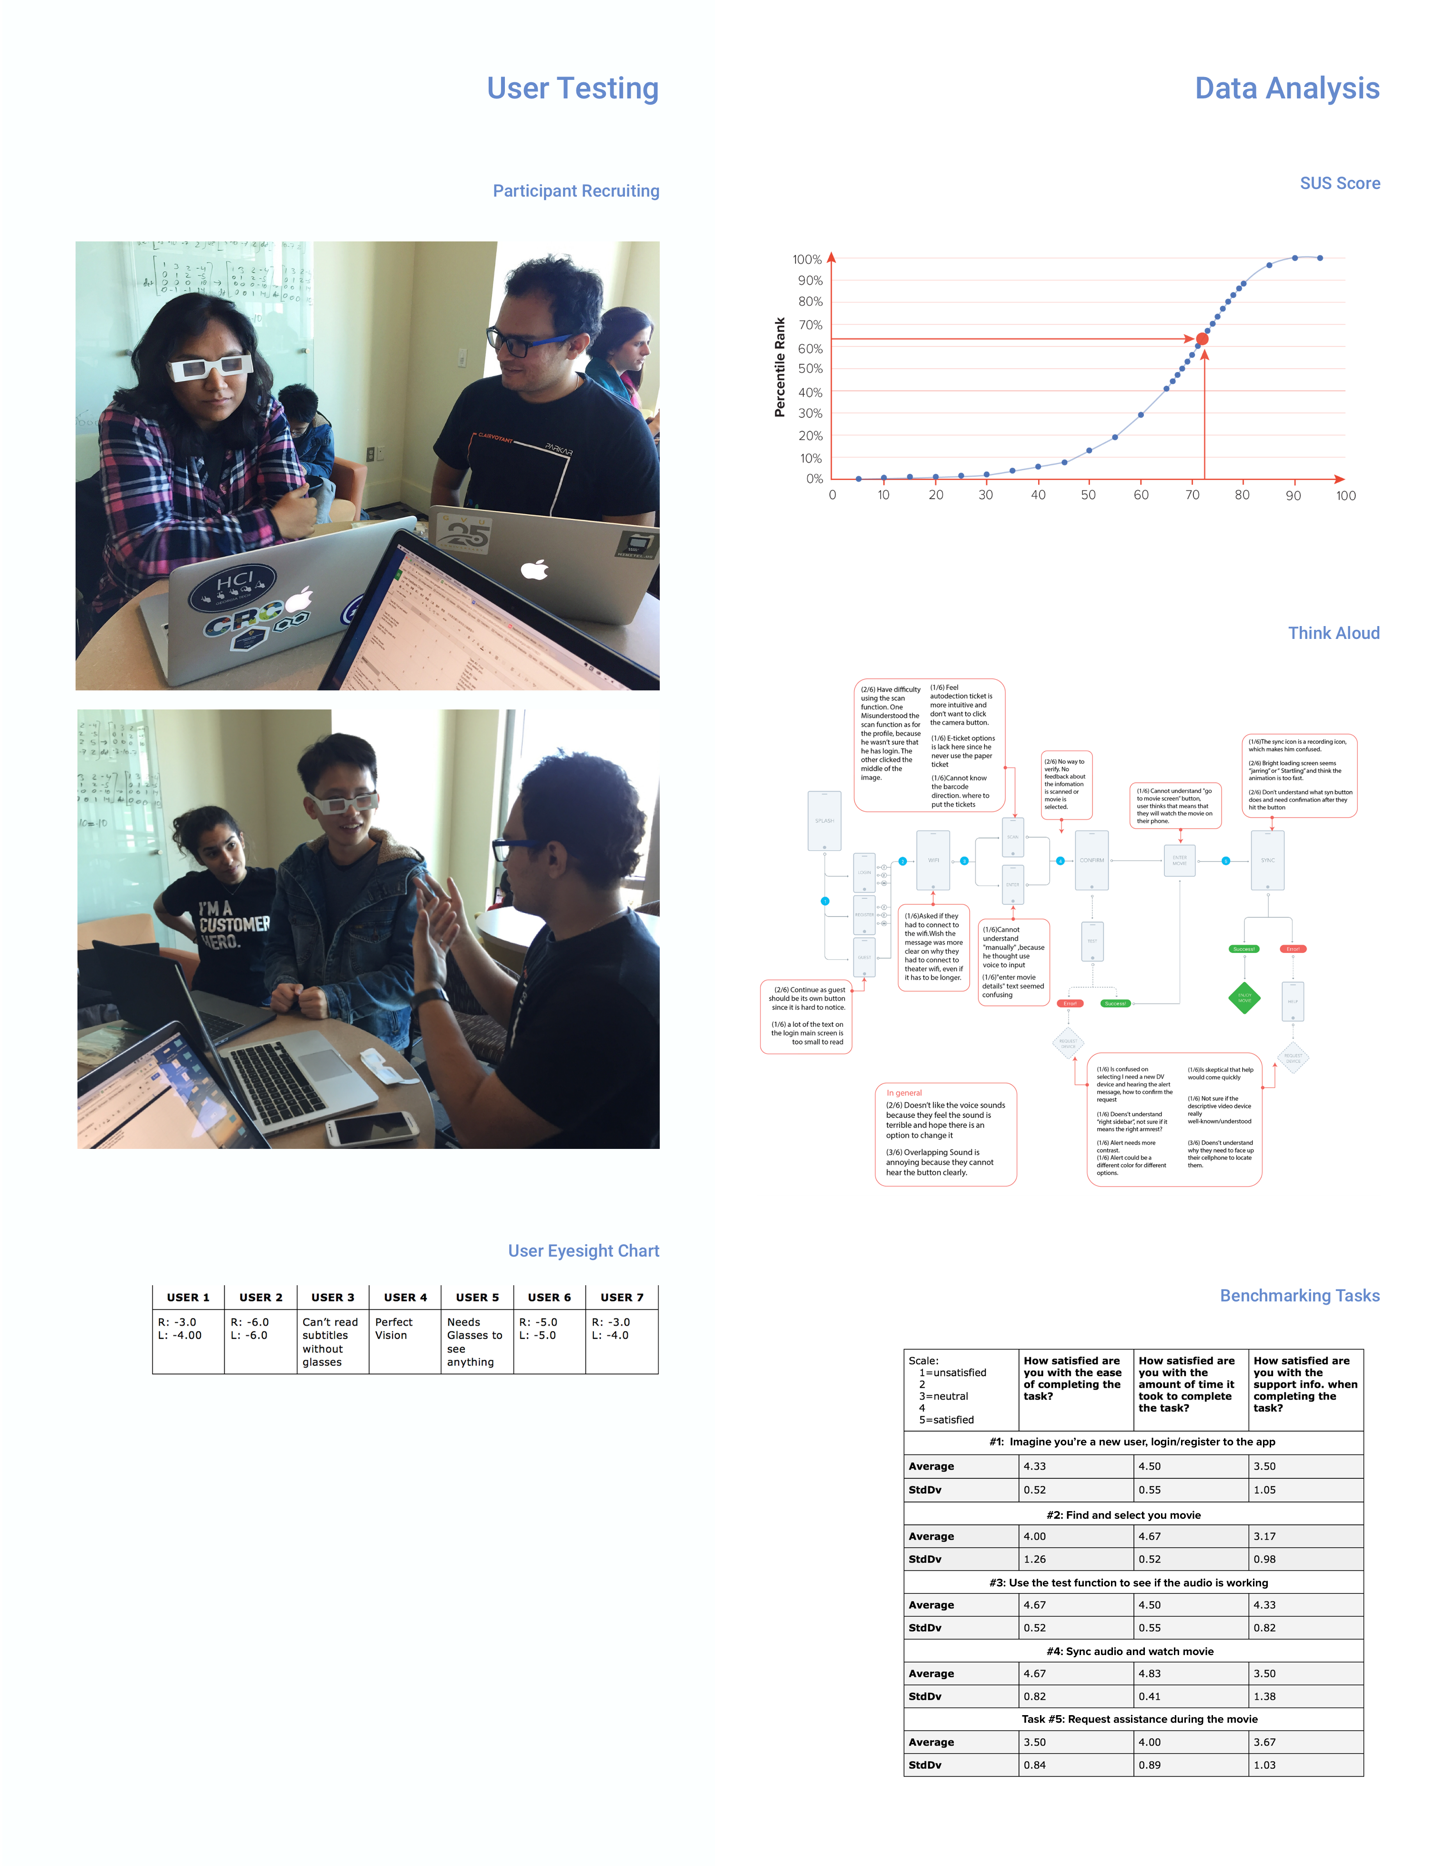 User Testing
Participant Recruiting
CLAIRVOYANT
PARKAR
25
HCI
CRC
I'M A
CUSTOMER
HERO.
User Eyesight Chart
USER 1 USER 2 USER 3 USER 4 USER 5 USER 6 USER 7
R: -3.0
L: -4.00
R: -6.0
L: -6.0
Can't read
subtitles
without
glasses
Perfect
Vision
Needs
Glasses to
see
anything
R: -5.0
L: -5.0
R: -3.0
L: -4.0
Data Analysis
SUS Score
Percentile Rank
100%
90%
80%
70%
60%
50%
40%
30%
20%
10%
0%
0 10 20 30 40 50 60 70 80 90 100
Think Aloud
(2/6) Have difficulty
using the scan
function. One
Misunderstood the
scan function as for
the profile, because
he wasn't sure that
he has login. The
other clicked the
middle of the
image.
(1/6) Feel
autodection ticket is
more intuitive and
don't want to click
the camera button.
(1/6) E-ticket options
is lack here since he
never use the paper
ticket
(1/6)Cannot know
the barcode
direction. where to
put the tickets
(2/6) No way to
verify. No
feedback about
the infomation
is scanned or
movie is
selected.
(1/6) Cannot understand "go
to movie screen" button,
user thinks that means that
they will watch the movie on
their phone.
(1/6)The sync icon is a recording icon,
which makes him confused.
(2/6) Bright loading screen seems
"jarring" or " Startling" and think the
animation is too fast.
(2/6) Don't understand what syn button
does and need confimation after they
hit the button
SPLASH
LOGIN
REGISTER
GUEST
WIFI
SCAN
ENTER
CONFIRM
TEST
ENTER
MOVIE
SYNC
1
2
3
4
5
Success!
Error!
ENJOY
MOVIE
HELP
REQUEST
DEVICE
Error!
Success!
REQUEST
DEVICE
(1/6)Asked if they
had to connect to
the wifi.Wish the
message was more
clear on why they
had to connect to
theater wifi, even if
it has to be longer.
(1/6)Cannot
understand
"manually" ,because
he thought use
voice to input
(1/6)"enter movie
details" text seemed
confusing
(2/6) Continue as guest
should be its own button
since it is hard to notice.
(1/6) a lot of the text on
the login main screen is
too small to read
In general
(2/6) Doesn't like the voice sounds
because they feel the sound is
terrible and hope there is an
option to change it
(3/6) Overlapping Sound is
annoying because they cannot
hear the button clearly.
(1/6) Is confused on
selecting I need a new DV
device and hearing the alert
message, how to confirm the
request
(1/6) Doens't understand
"right sidebar", not sure if it
means the right armrest?
(1/6) Alert needs more
contrast.
(1/6) Alert could be a
different color for different
options.
(1/6)Is skeptical that help
would come quickly
(1/6) Not sure if the
descriptive video device
really
well-known/understood
(3/6) Doens't understand
why they need to face up
their cellphone to locate
them.
Benchmarking Tasks
Scale:
1=unsatisfied
2
3=neutral
4
5=satisfied
How satisfied are
you with the ease
of completing the
task?
How satisfied are
you with the
amount of time it
took to complete
the task?
How satisfied are
you with the
support info. when
completing the
task?
#1: Imagine you're a new user, login/register to the app
Average 4.33 4.50 3.50
StdDv 0.52 0.55 1.05
#2: Find and select you movie
Average 4.00 4.67 3.17
StdDv 1.26 0.52 0.98
#3: Use the test function to see if the audio is working
Average 4.67 4.50 4.33
StdDv 0.52 0.55 0.82
#4: Sync audio and watch movie
Average 4.67 4.83 3.50
StdDv 0.82 0.41 1.38
Task #5: Request assistance during the movie
Average 3.50 4.00 3.67
StdDv 0.84 0.89 1.03